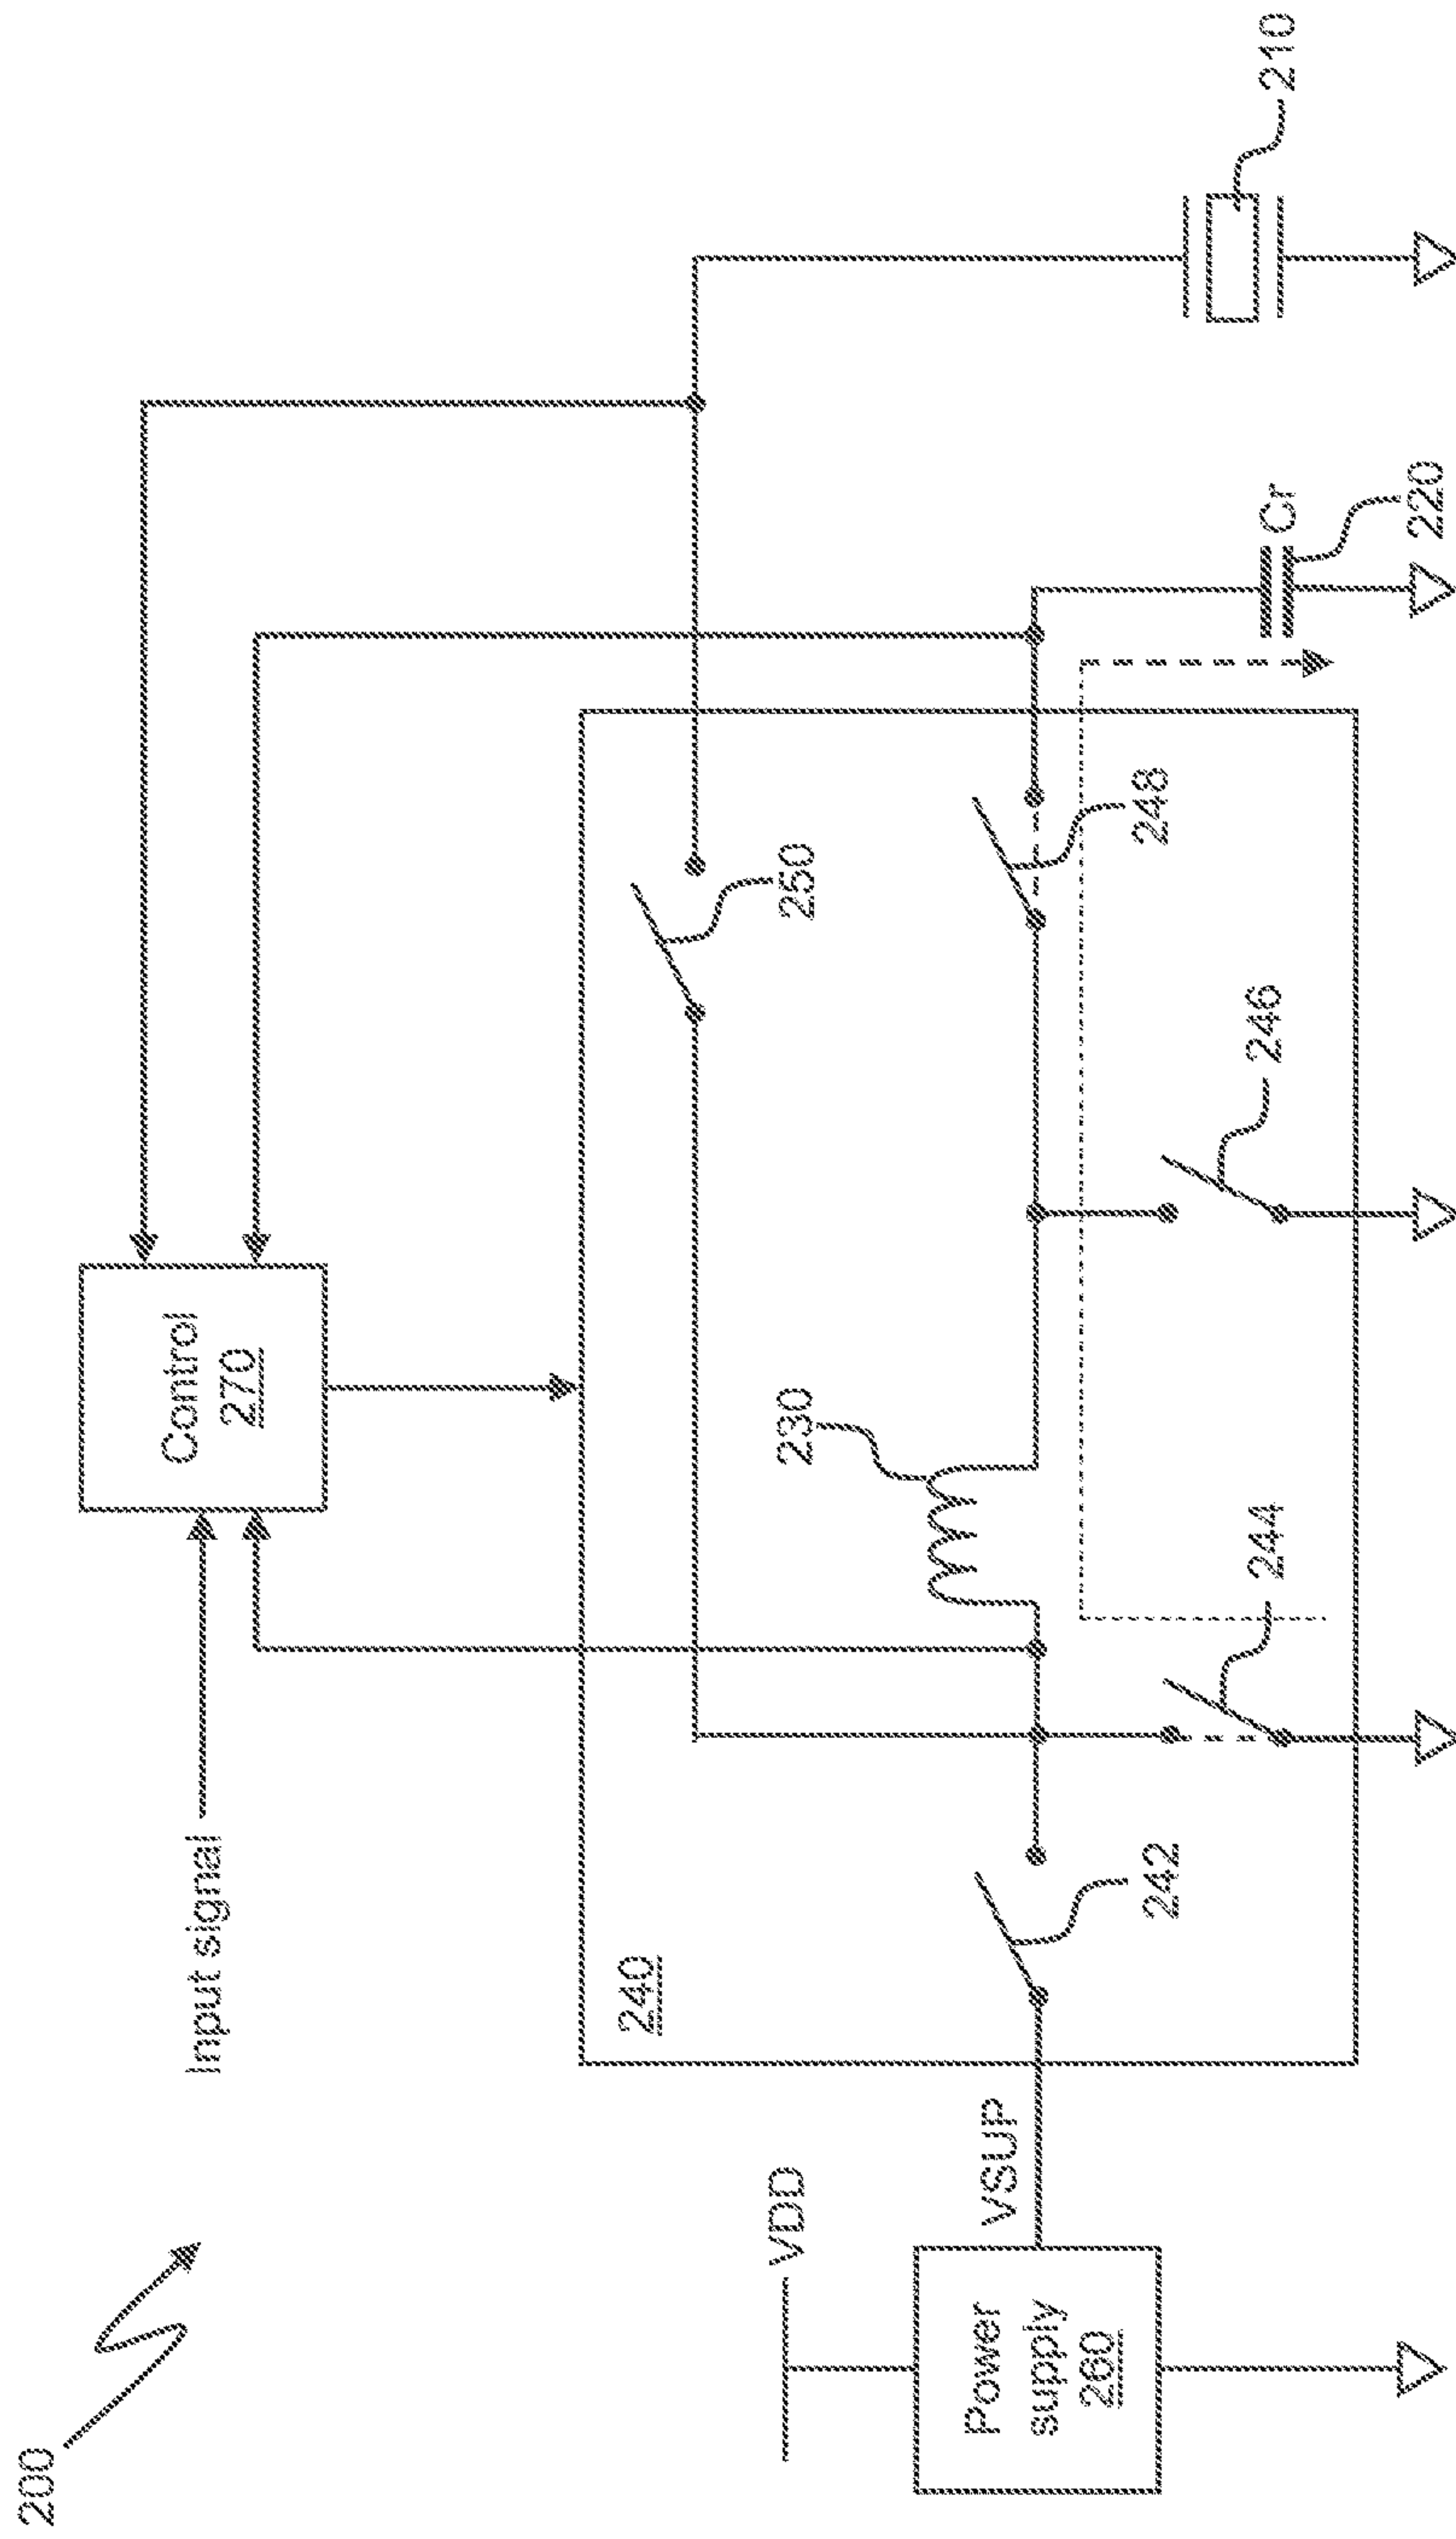 200
Input signal
Control
270
VDD
Power
supply
260
VSUP
240
242
244
230
246
250
248
Cr
220
210